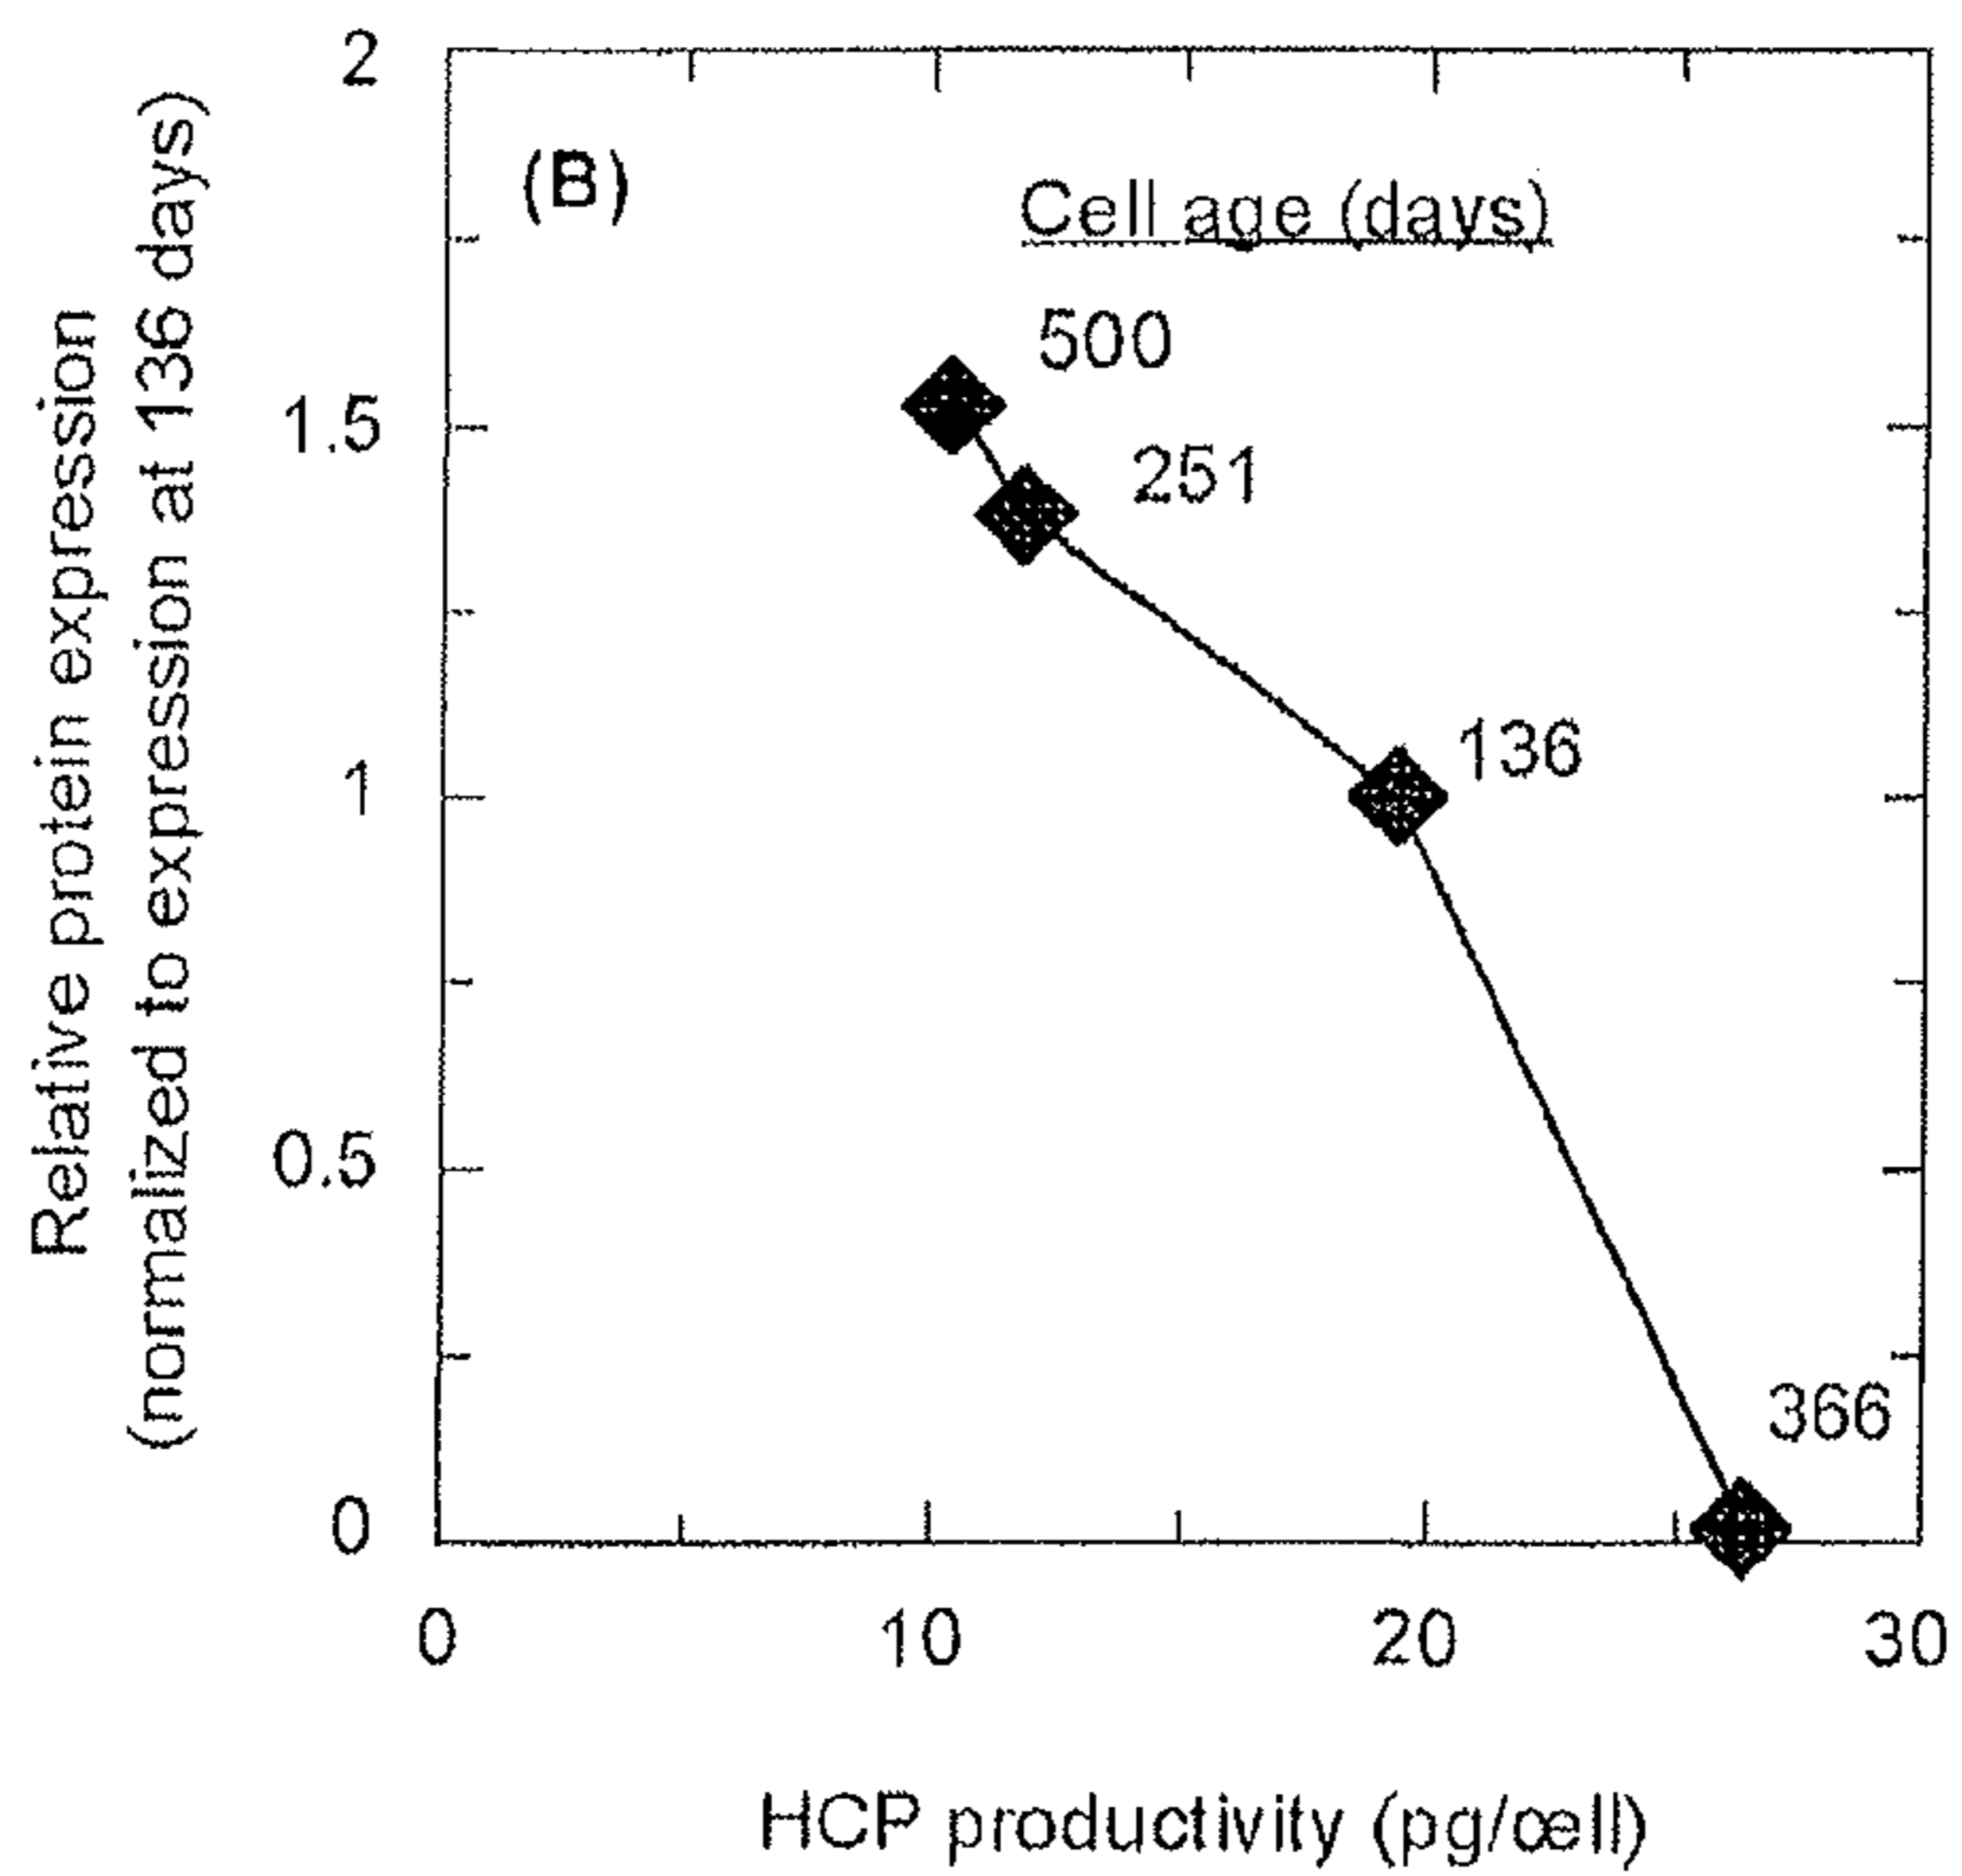 Relative protein expression
(normalized to expression at 136 days)
2
1.5
1
0.5
0
(B)
Cell age (days)
500
251
136
366
0 10 20 30
HCP productivity (pg/cell)